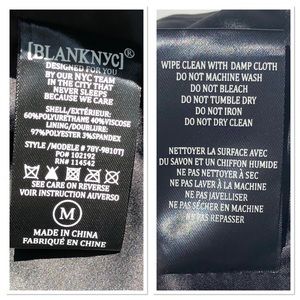 [BLANKNYC]®
DESIGNED FOR YOU
BY OUR NYC TEAM
IN THE CITY THAT
NEVER SLEEPS
BECAUSE WE CARE
SHELL/EXTÉRIEUR:
60%POLYURETHANE 40%VISCOSE
LINING/DOUBLURE:
97%POLYESTER 3%SPANDEX
STYLE/MODELE # 78Y-9810TJ
PO# 102192
RN# 114542
SEE CARE ON REVERSE
VOIR INSTRUCTION AUVERSO
M
MADE IN CHINA
FABRIQUÉ EN CHINE
WIPE CLEAN WITH DAMP CLOTH
DO NOT MACHINE WASH
DO NOT BLEACH
DO NOT TUMBLE DRY
DO NOT IRON
DO NOT DRY CLEAN
NETTOYER LA SURFACE AVEC
DU SAVON ET UN CHIFFON HUMIDE
NE PAS NETTOYER À SEC
NE PAS LAVER À LA MACHINE
NE PAS JAVELLISER
NE PAS SÉCHER EN MACHINE
NE PAS REPASSER